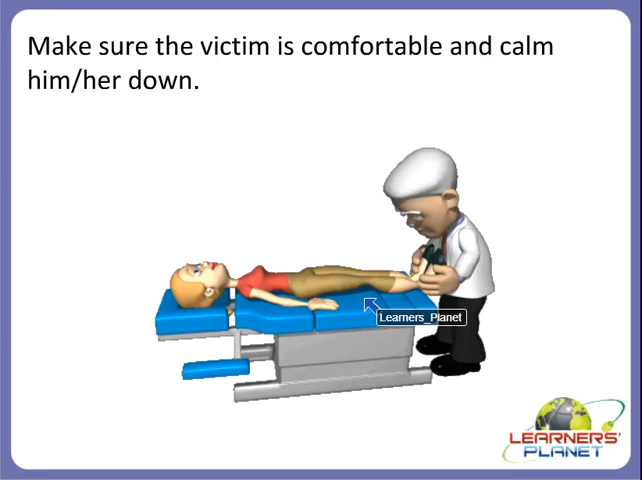 Make sure the victim is comfortable and calm
him/her down.
Learners_Planet
LEARNERS'
PLANET